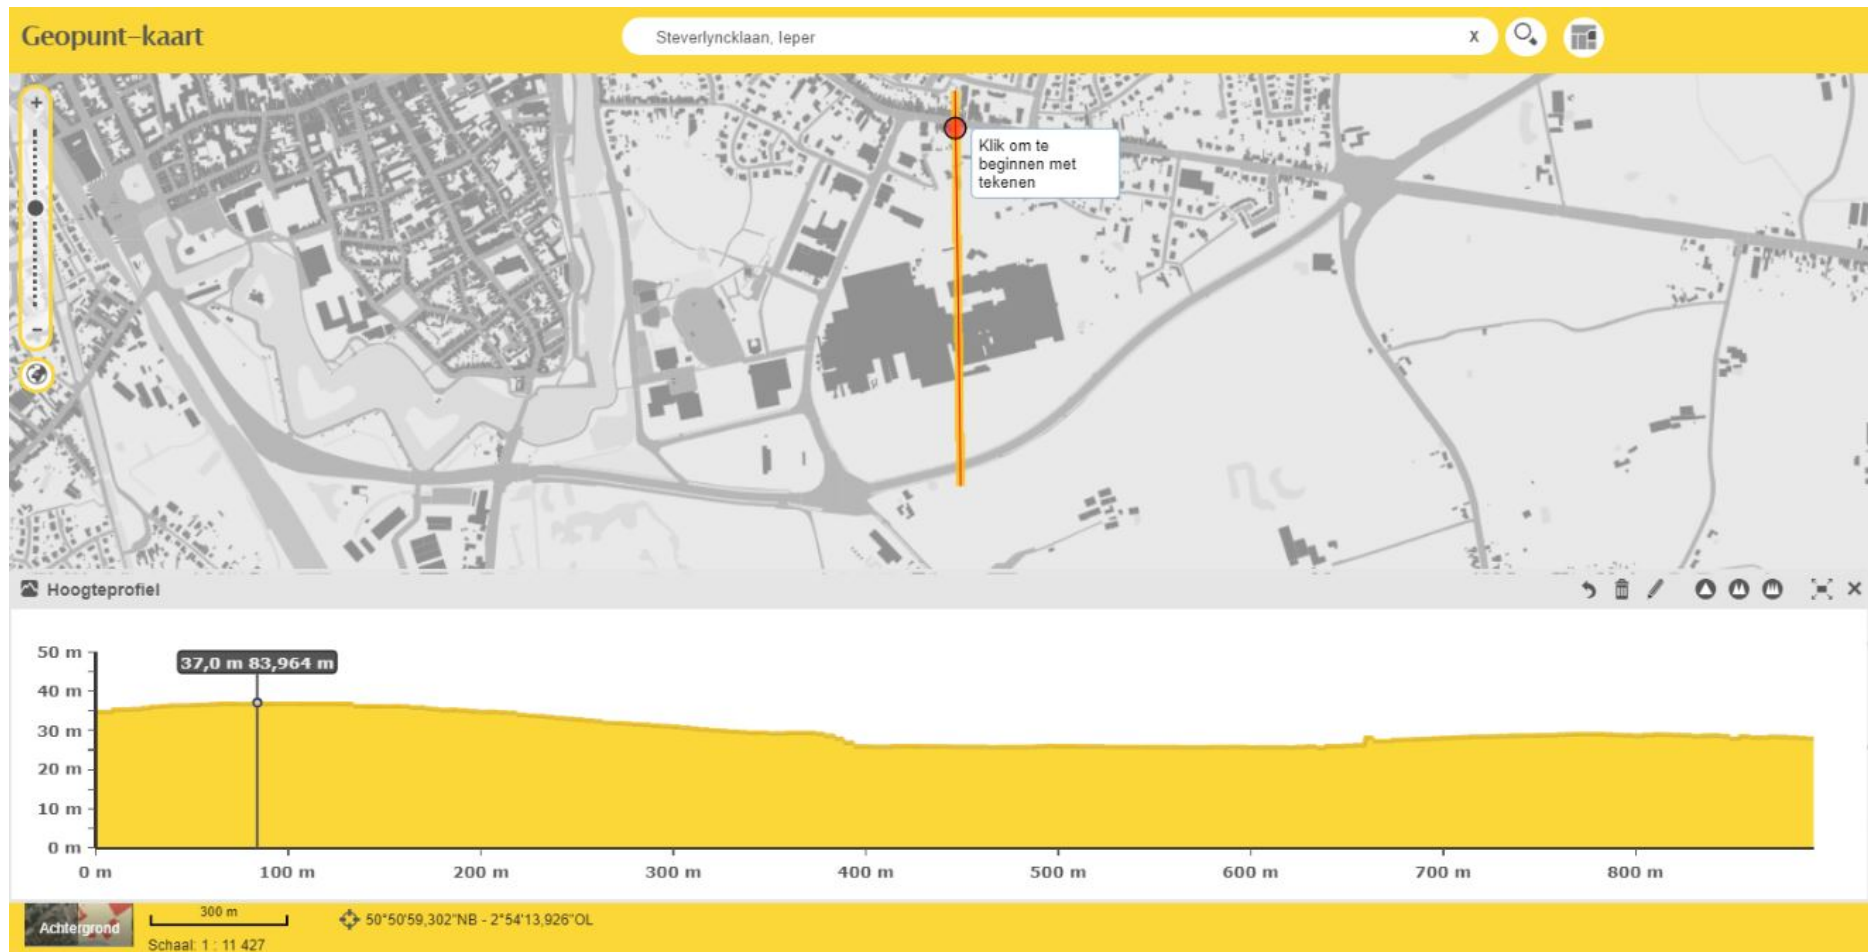 Geopunt-kaart
Steverlyncklaan, Ieper
x
+
Klik om te
beginnen met
tekenen
−
Hoogteprofiel
50 m
37,0 m 83,964 m
40 m
30 m
20 m
10 m
0 m
0 m 100 m 200 m 300 m 400 m 500 m 600 m 700 m 800 m
Achtergrond
300 m
50°50'59,302"NB - 2°54'13,926"OL
Schaal: 1 : 11 427